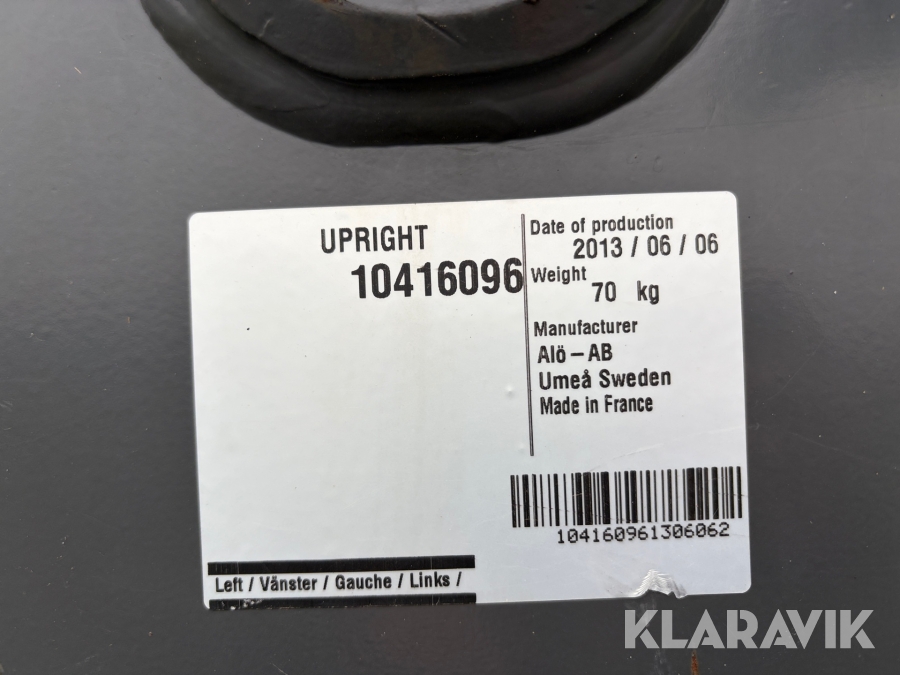 UPRIGHT
10416096
Date of production
2013 / 06 / 06
Weight
70 kg
Manufacturer
Alö – AB
Umeå Sweden
Made in France
104160961306062
Left / Vänster / Gauche / Links /
KLARAVIK